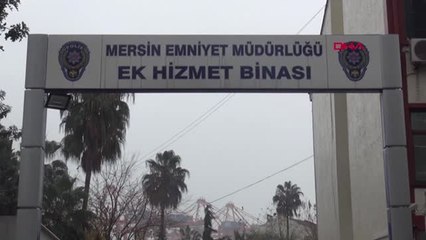 MERSİN EMNİYET MÜDÜRLÜĞÜ
EK HİZMET BİNASI